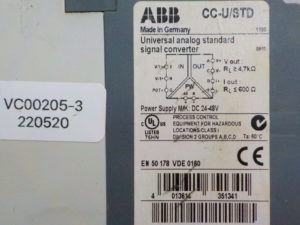 ABB
CC-U/STD
Made in Germany
Universal analog standard
signal converter
IN
OUT
V out
RL ≥ 4,7kΩ
I out
RL ≤ 600 Ω
PW
Power Supply
DC 24-48V
VC00205-3
220520
PROCESS CONTROL
EQUIPMENT FOR HAZARDOUS
LOCATIONS CLASS I
DIVISION 2 GROUPS A,B,C,D
LISTED
EN 50 178 VDE 0160
4 013614 351341